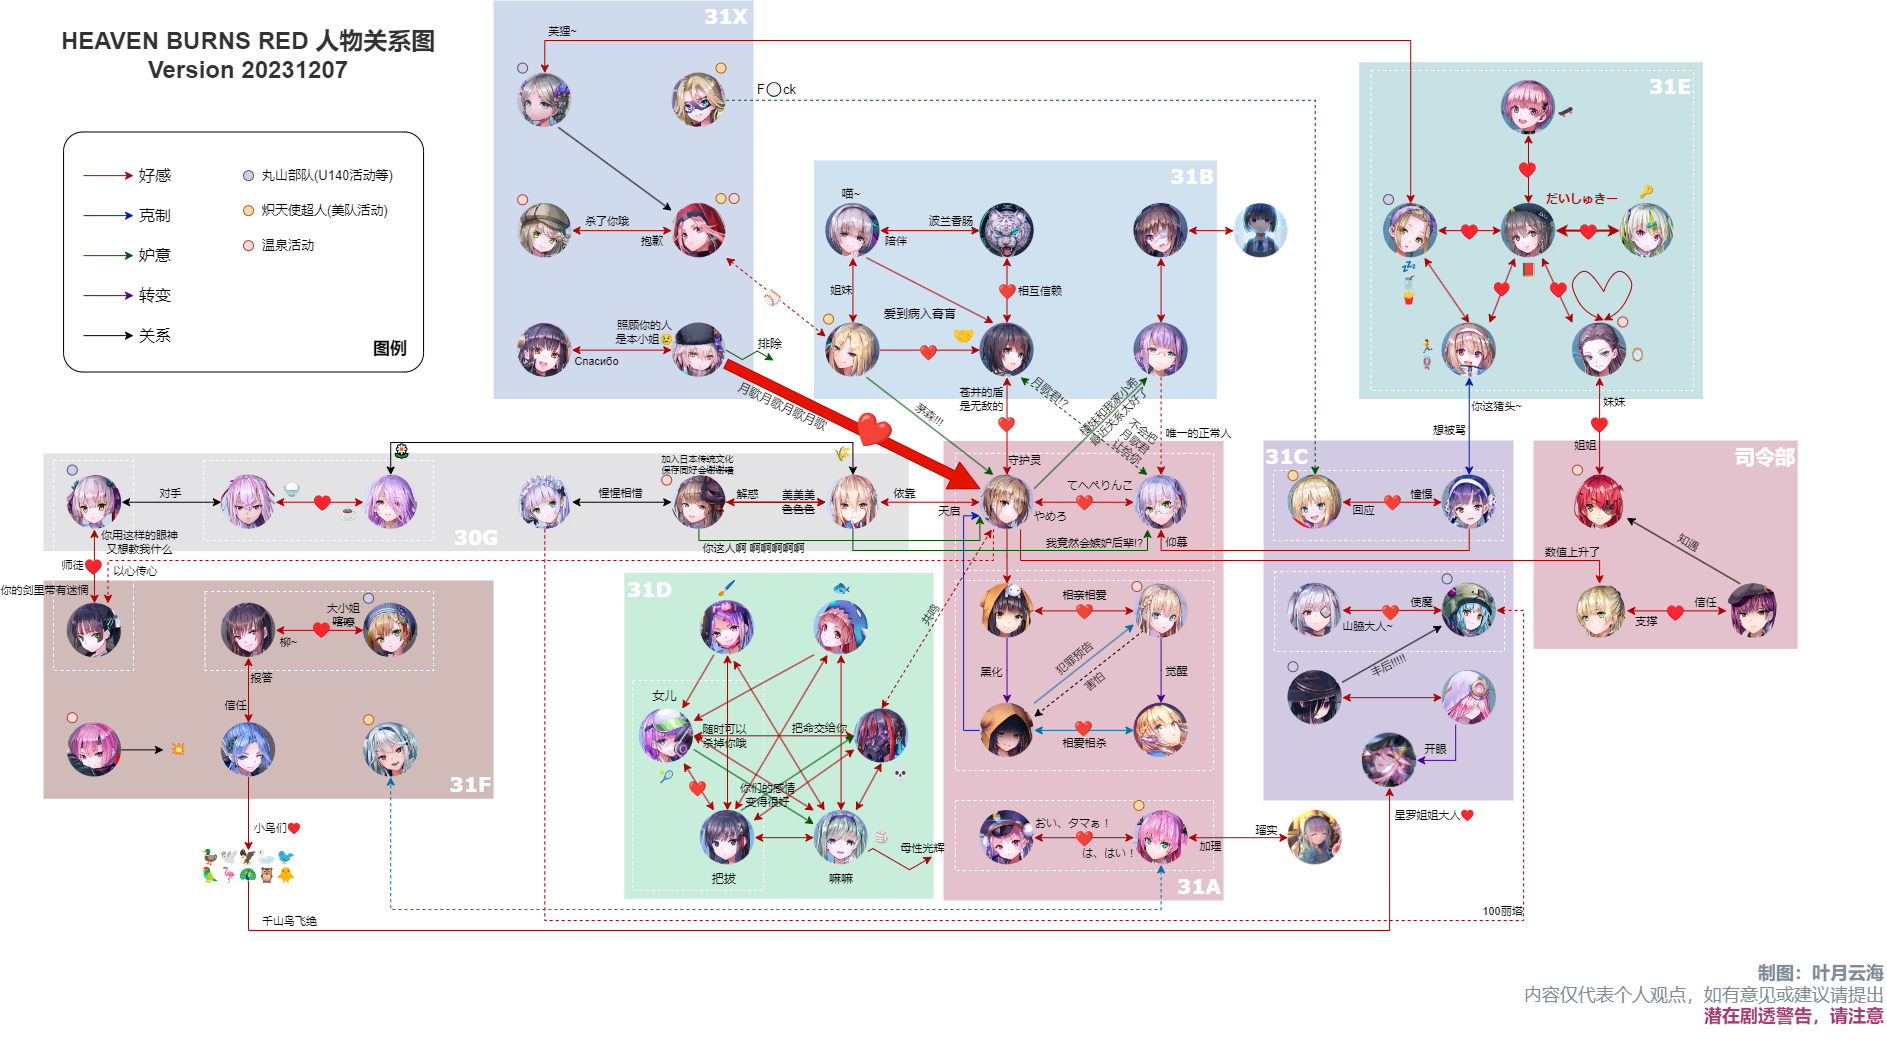 HEAVEN BURNS RED 人物关系图
Version 20231207
好感
克制
妒意
转变
关系
丸山部队(U140活动等)
炽天使超人(美队活动)
温泉活动
图例
31X
芙狸~
F◯ck
杀了你哦
抱歉
照顾你的人
是本小姐
Спасибо
排除
月歌月歌月歌月歌
31B
喵~
波兰香肠
陪伴
姐妹
相互信赖
爱到病入膏肓
苍井的盾
是无敌的
茅森!!!
月歌君!?
臻妹和我家小希
最近关系太好了
不会把
月歌君
让给你
唯一的正常人
31E
だいしゅきー
你这猪头~
妹妹
想被骂
姐姐
31C
憧憬
回应
使魔
山脇大人~
丰后!!!!!
开眼
星罗姐姐大人
100丽塔
司令部
知遇
数值上升了
信任
支撑
30G
对手
你用这样的眼神
又想教我什么
师徒
你的剑里带有迷惘
以心传心
惺惺相惜
加入日本传统文化
保存同好会谢谢喵
解惑
美美美
色色色
依靠
你这人啊 啊啊啊啊啊
31F
大小姐
嘻嚓
柳~
报答
信任
小鸟们
千山鸟飞绝
31D
女儿
随时可以
杀掉你哦
把命交给你
你们的感情
变得很好
把拔
嘛嘛
母性光辉
共鸣
31A
守护灵
天启
てへぺりんこ
やめろ
我竟然会嫉妒后辈!?
仰慕
相亲相爱
黑化
犯罪预告
害怕
觉醒
相爱相杀
おい、タマぁ！
は、はい！
加理
瑠实
制图：叶月云海
内容仅代表个人观点，如有意见或建议请提出
潜在剧透警告，请注意